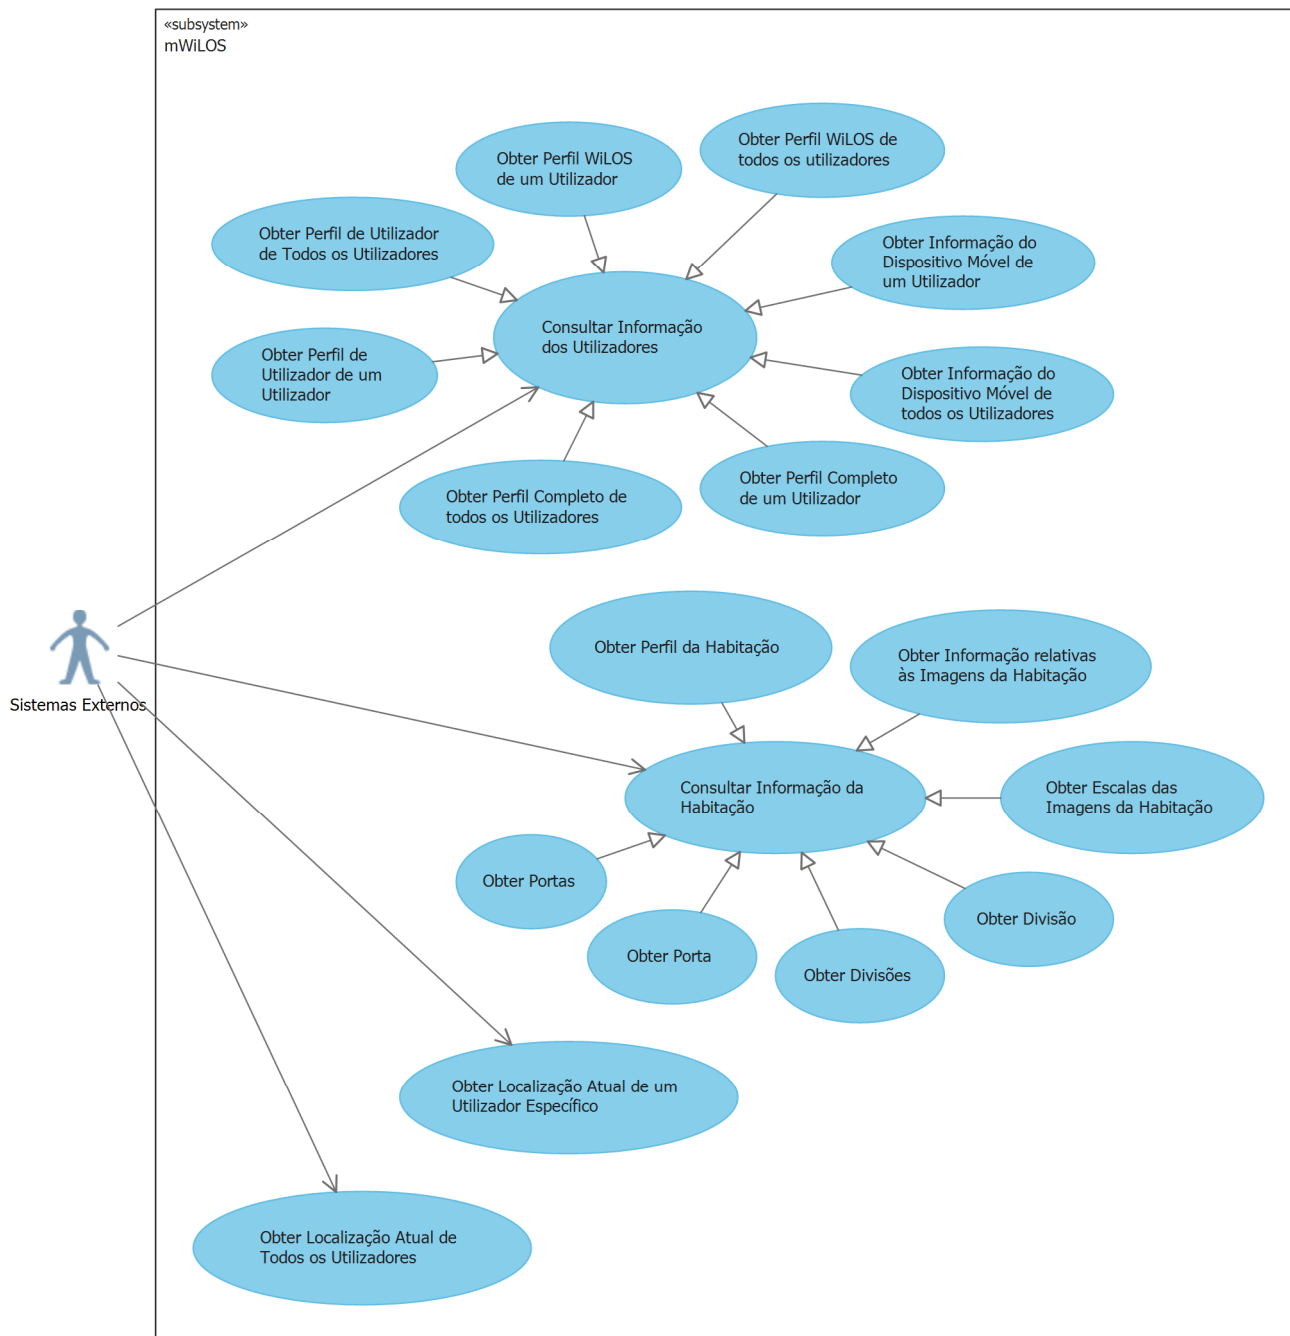 «subsystem»
mWiLOS
Obter Perfil WiLOS de
todos os utilizadores
Obter Perfil WiLOS
de um Utilizador
Obter Perfil de Utilizador
de Todos os Utilizadores
Obter Informação do
Dispositivo Móvel de
um Utilizador
Consultar Informação
dos Utilizadores
Obter Perfil de
Utilizador de um
Utilizador
Obter Informação do
Dispositivo Móvel de
todos os Utilizadores
Obter Perfil Completo de
todos os Utilizadores
Obter Perfil Completo
de um Utilizador
Sistemas Externos
Obter Perfil da Habitação
Obter Informação relativas
às Imagens da Habitação
Consultar Informação da
Habitação
Obter Escalas das
Imagens da Habitação
Obter Portas
Obter Porta
Obter Divisões
Obter Divisão
Obter Localização Atual de um
Utilizador Específico
Obter Localização Atual de
Todos os Utilizadores